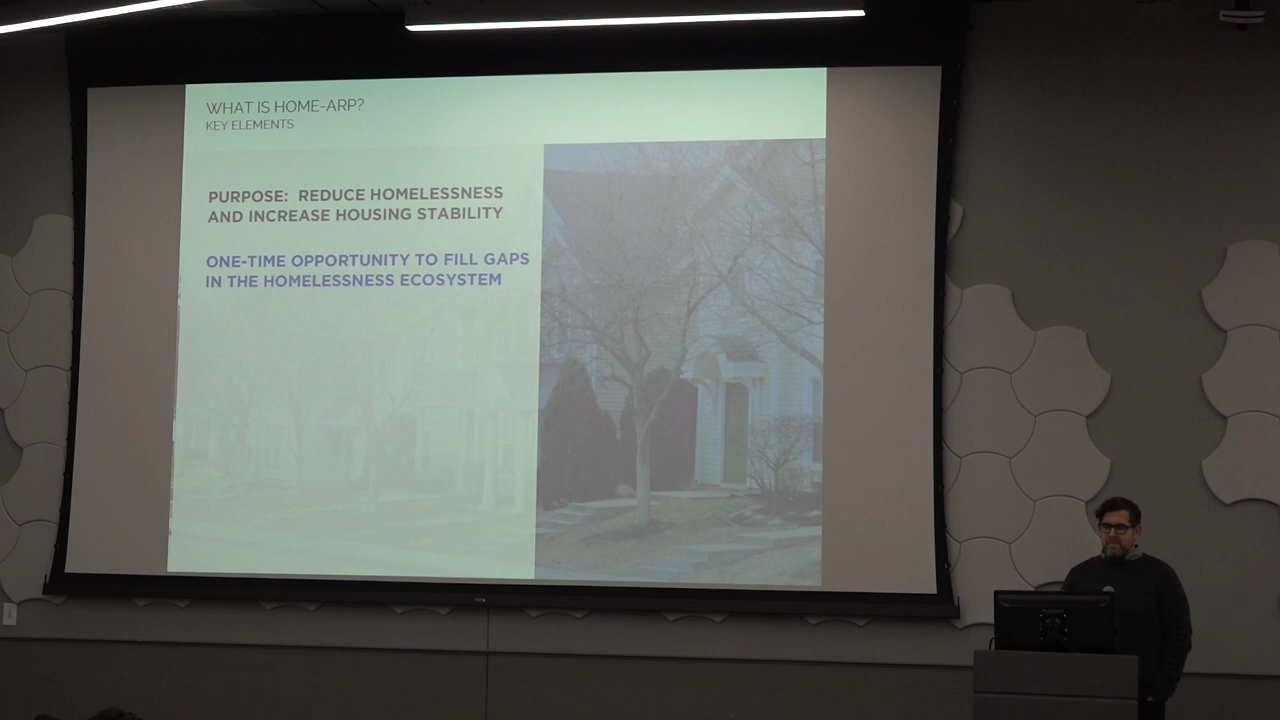 WHAT IS HOME-ARP?
KEY ELEMENTS
PURPOSE: REDUCE HOMELESSNESS
AND INCREASE HOUSING STABILITY
ONE-TIME OPPORTUNITY TO FILL GAPS
IN THE HOMELESSNESS ECOSYSTEM